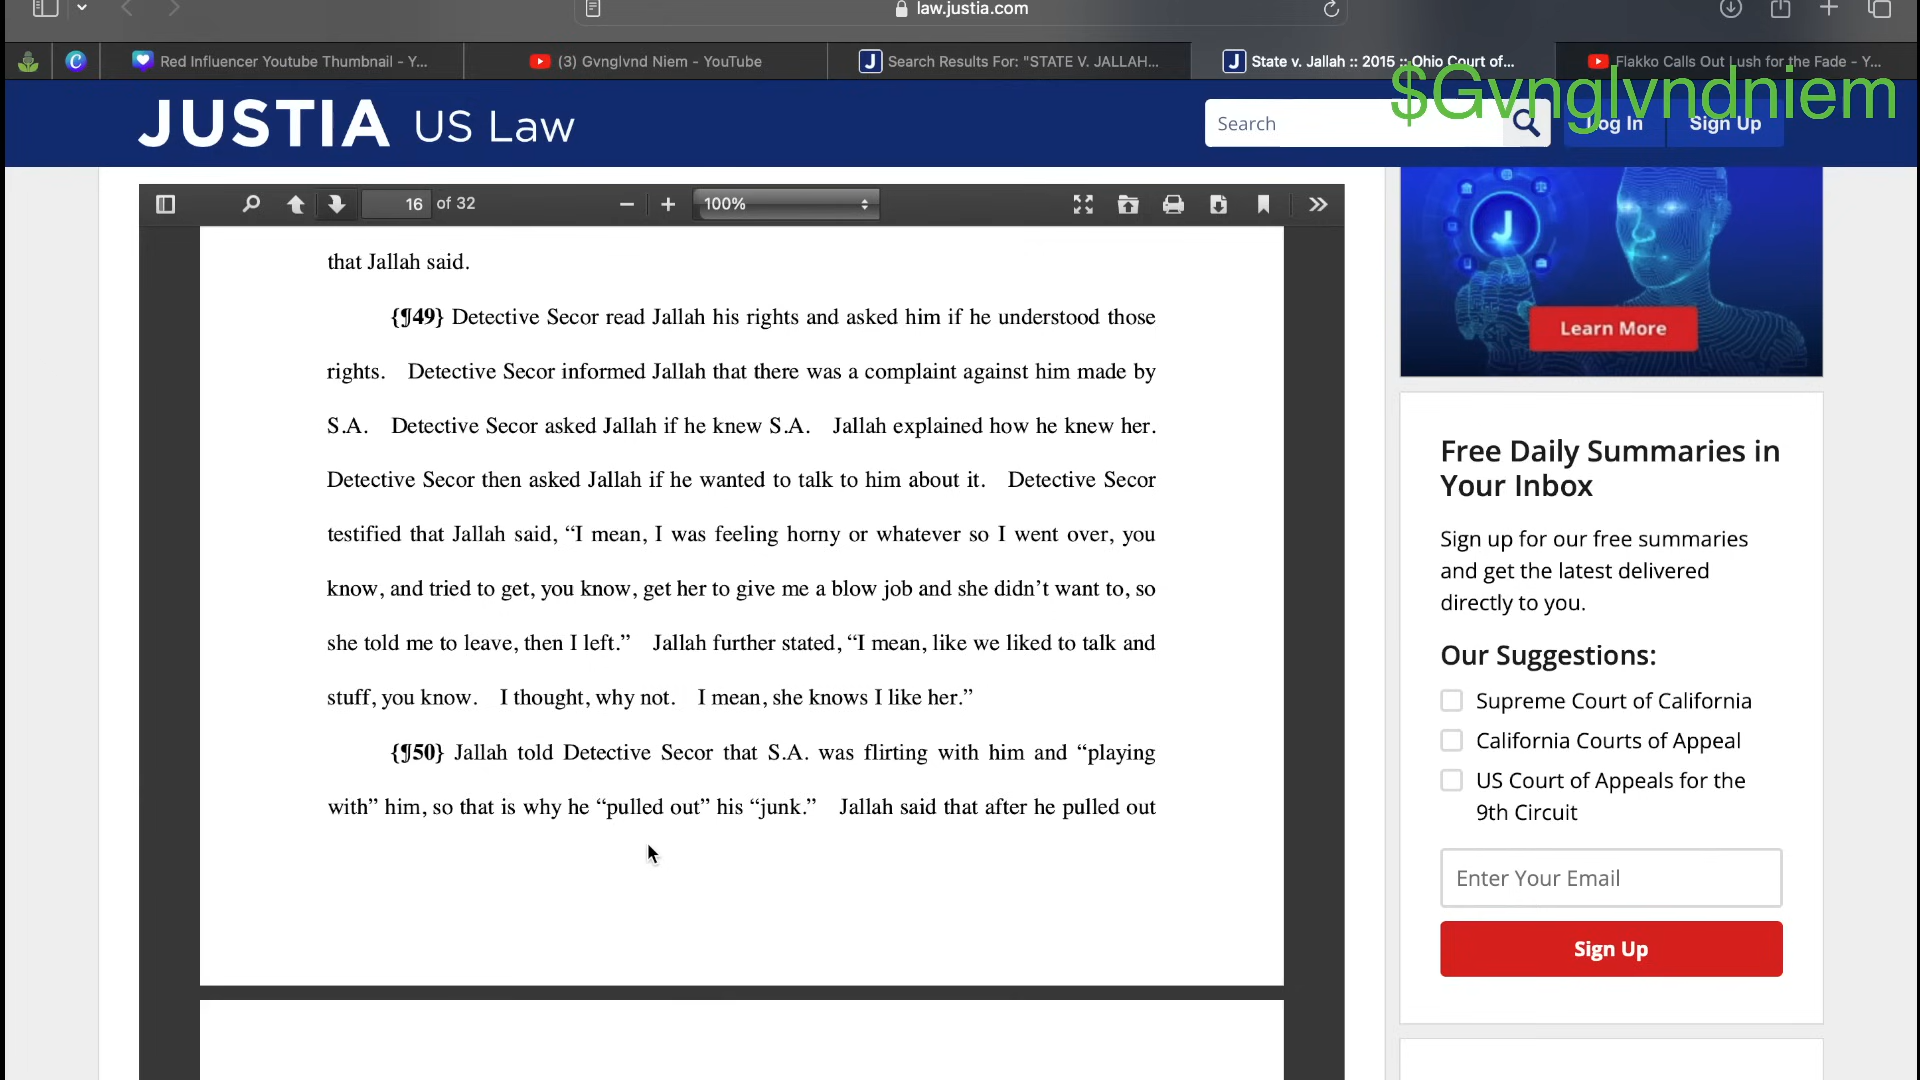 law.justia.com
Red Influencer Youtube Thumbnail - Y...
(3) Gvnglvnd Niem - YouTube
Search Results For: "STATE V. JALLAH...
State v. Jallah :: 2015 :: Ohio Court of...
Flakko Calls Out Lush for the Fade - Y...
$Gvnglvndniem
JUSTIA US Law
Search
Log In
Sign Up
16 of 32
100%
that Jallah said.
{¶49} Detective Secor read Jallah his rights and asked him if he understood those
rights. Detective Secor informed Jallah that there was a complaint against him made by
S.A. Detective Secor asked Jallah if he knew S.A. Jallah explained how he knew her.
Detective Secor then asked Jallah if he wanted to talk to him about it. Detective Secor
testified that Jallah said, “I mean, I was feeling horny or whatever so I went over, you
know, and tried to get, you know, get her to give me a blow job and she didn’t want to, so
she told me to leave, then I left.” Jallah further stated, “I mean, like we liked to talk and
stuff, you know. I thought, why not. I mean, she knows I like her.”
{¶50} Jallah told Detective Secor that S.A. was flirting with him and “playing
with” him, so that is why he “pulled out” his “junk.” Jallah said that after he pulled out
J
Learn More
Free Daily Summaries in
Your Inbox
Sign up for our free summaries
and get the latest delivered
directly to you.
Our Suggestions:
Supreme Court of California
California Courts of Appeal
US Court of Appeals for the
9th Circuit
Enter Your Email
Sign Up